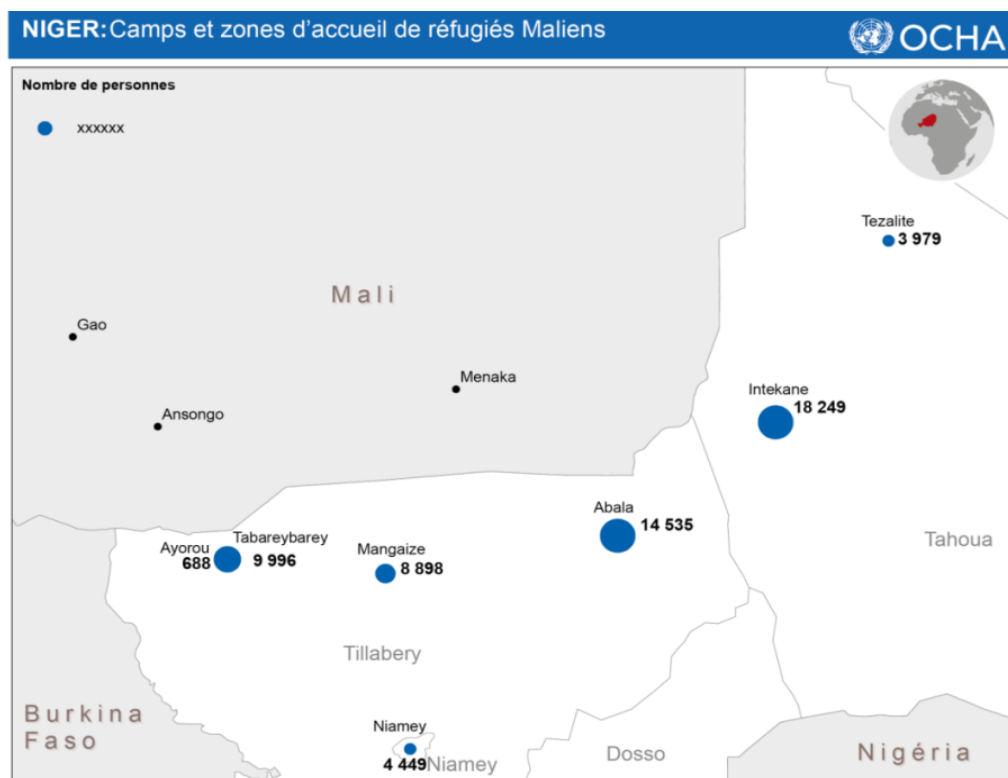 NIGER:Camps et zones d'accueil de réfugiés Maliens
OCHA
Nombre de personnes
xxxxxx
Tezalite
3 979
Mali
Gao
Menaka
Intekane
18 249
Ansongo
Abala
14 535
Tabareybarey
Ayorou
688
9 996
Mangaize
8 898
Tahoua
Tillabery
Burkina
Faso
Niamey
4 449
Niamey
Dosso
Nigéria